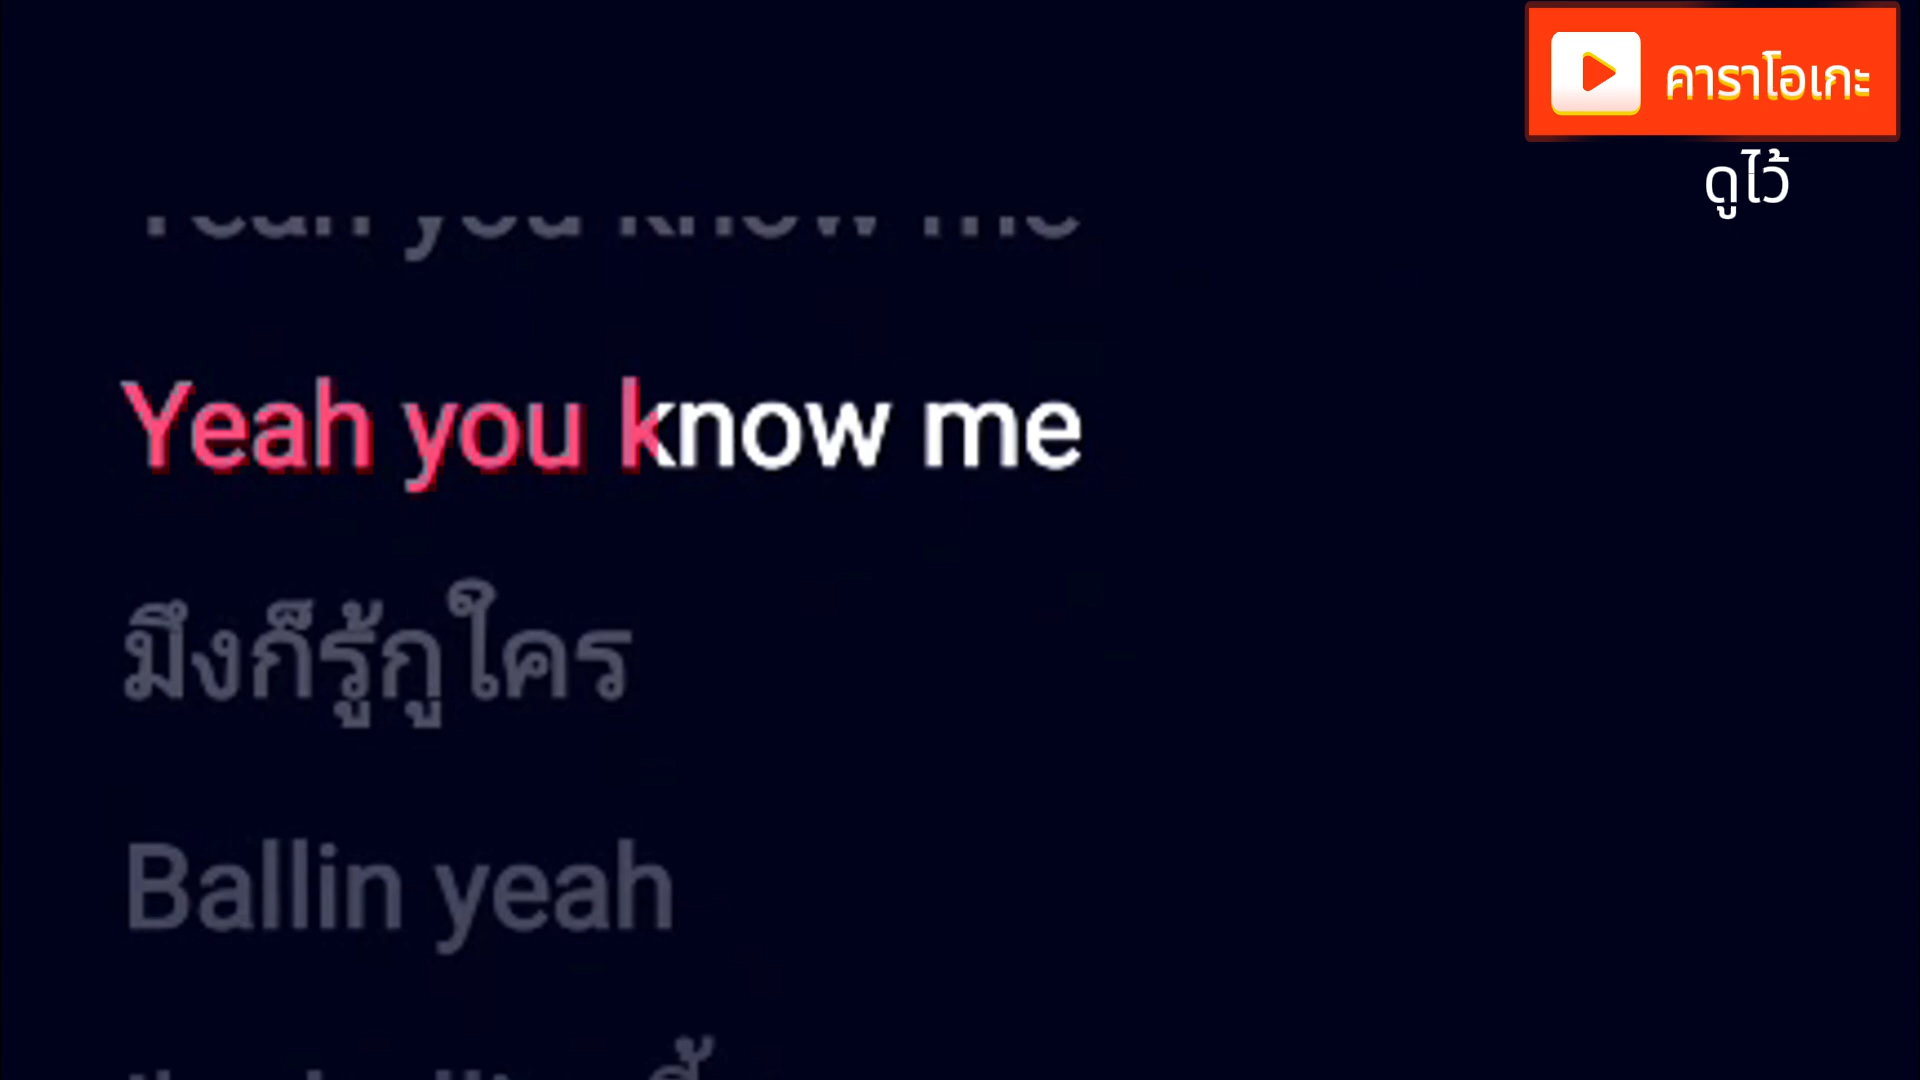 คาราโอเกะ
ดูไว้
Yeah you know me
Yeah you know me
มึงก็รู้กูใคร
Ballin yeah